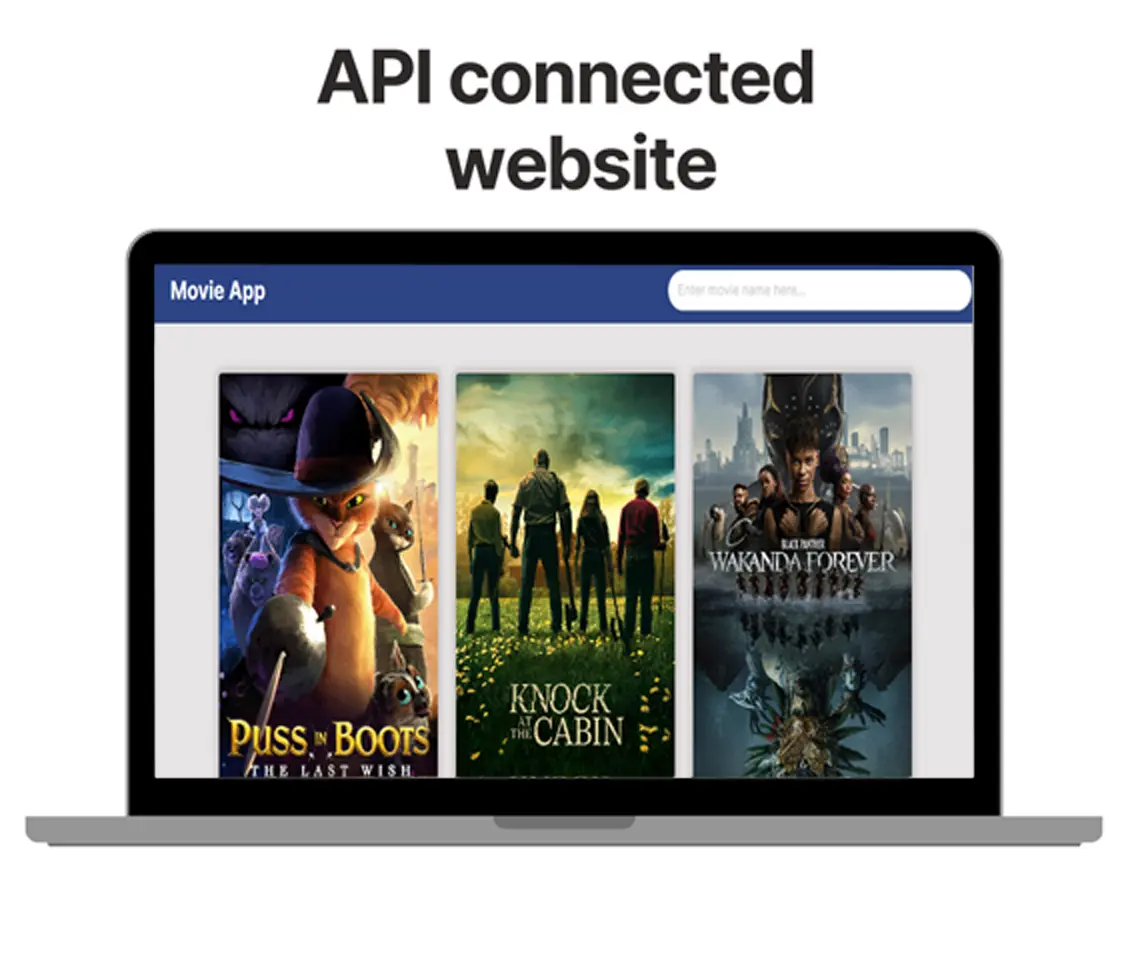 API connected
website
Movie App
Enter movie name here...
PUSS IN BOOTS
THE LAST WISH
KNOCK
AT
THE CABIN
BLACK PANTHER
WAKANDA FOREVER